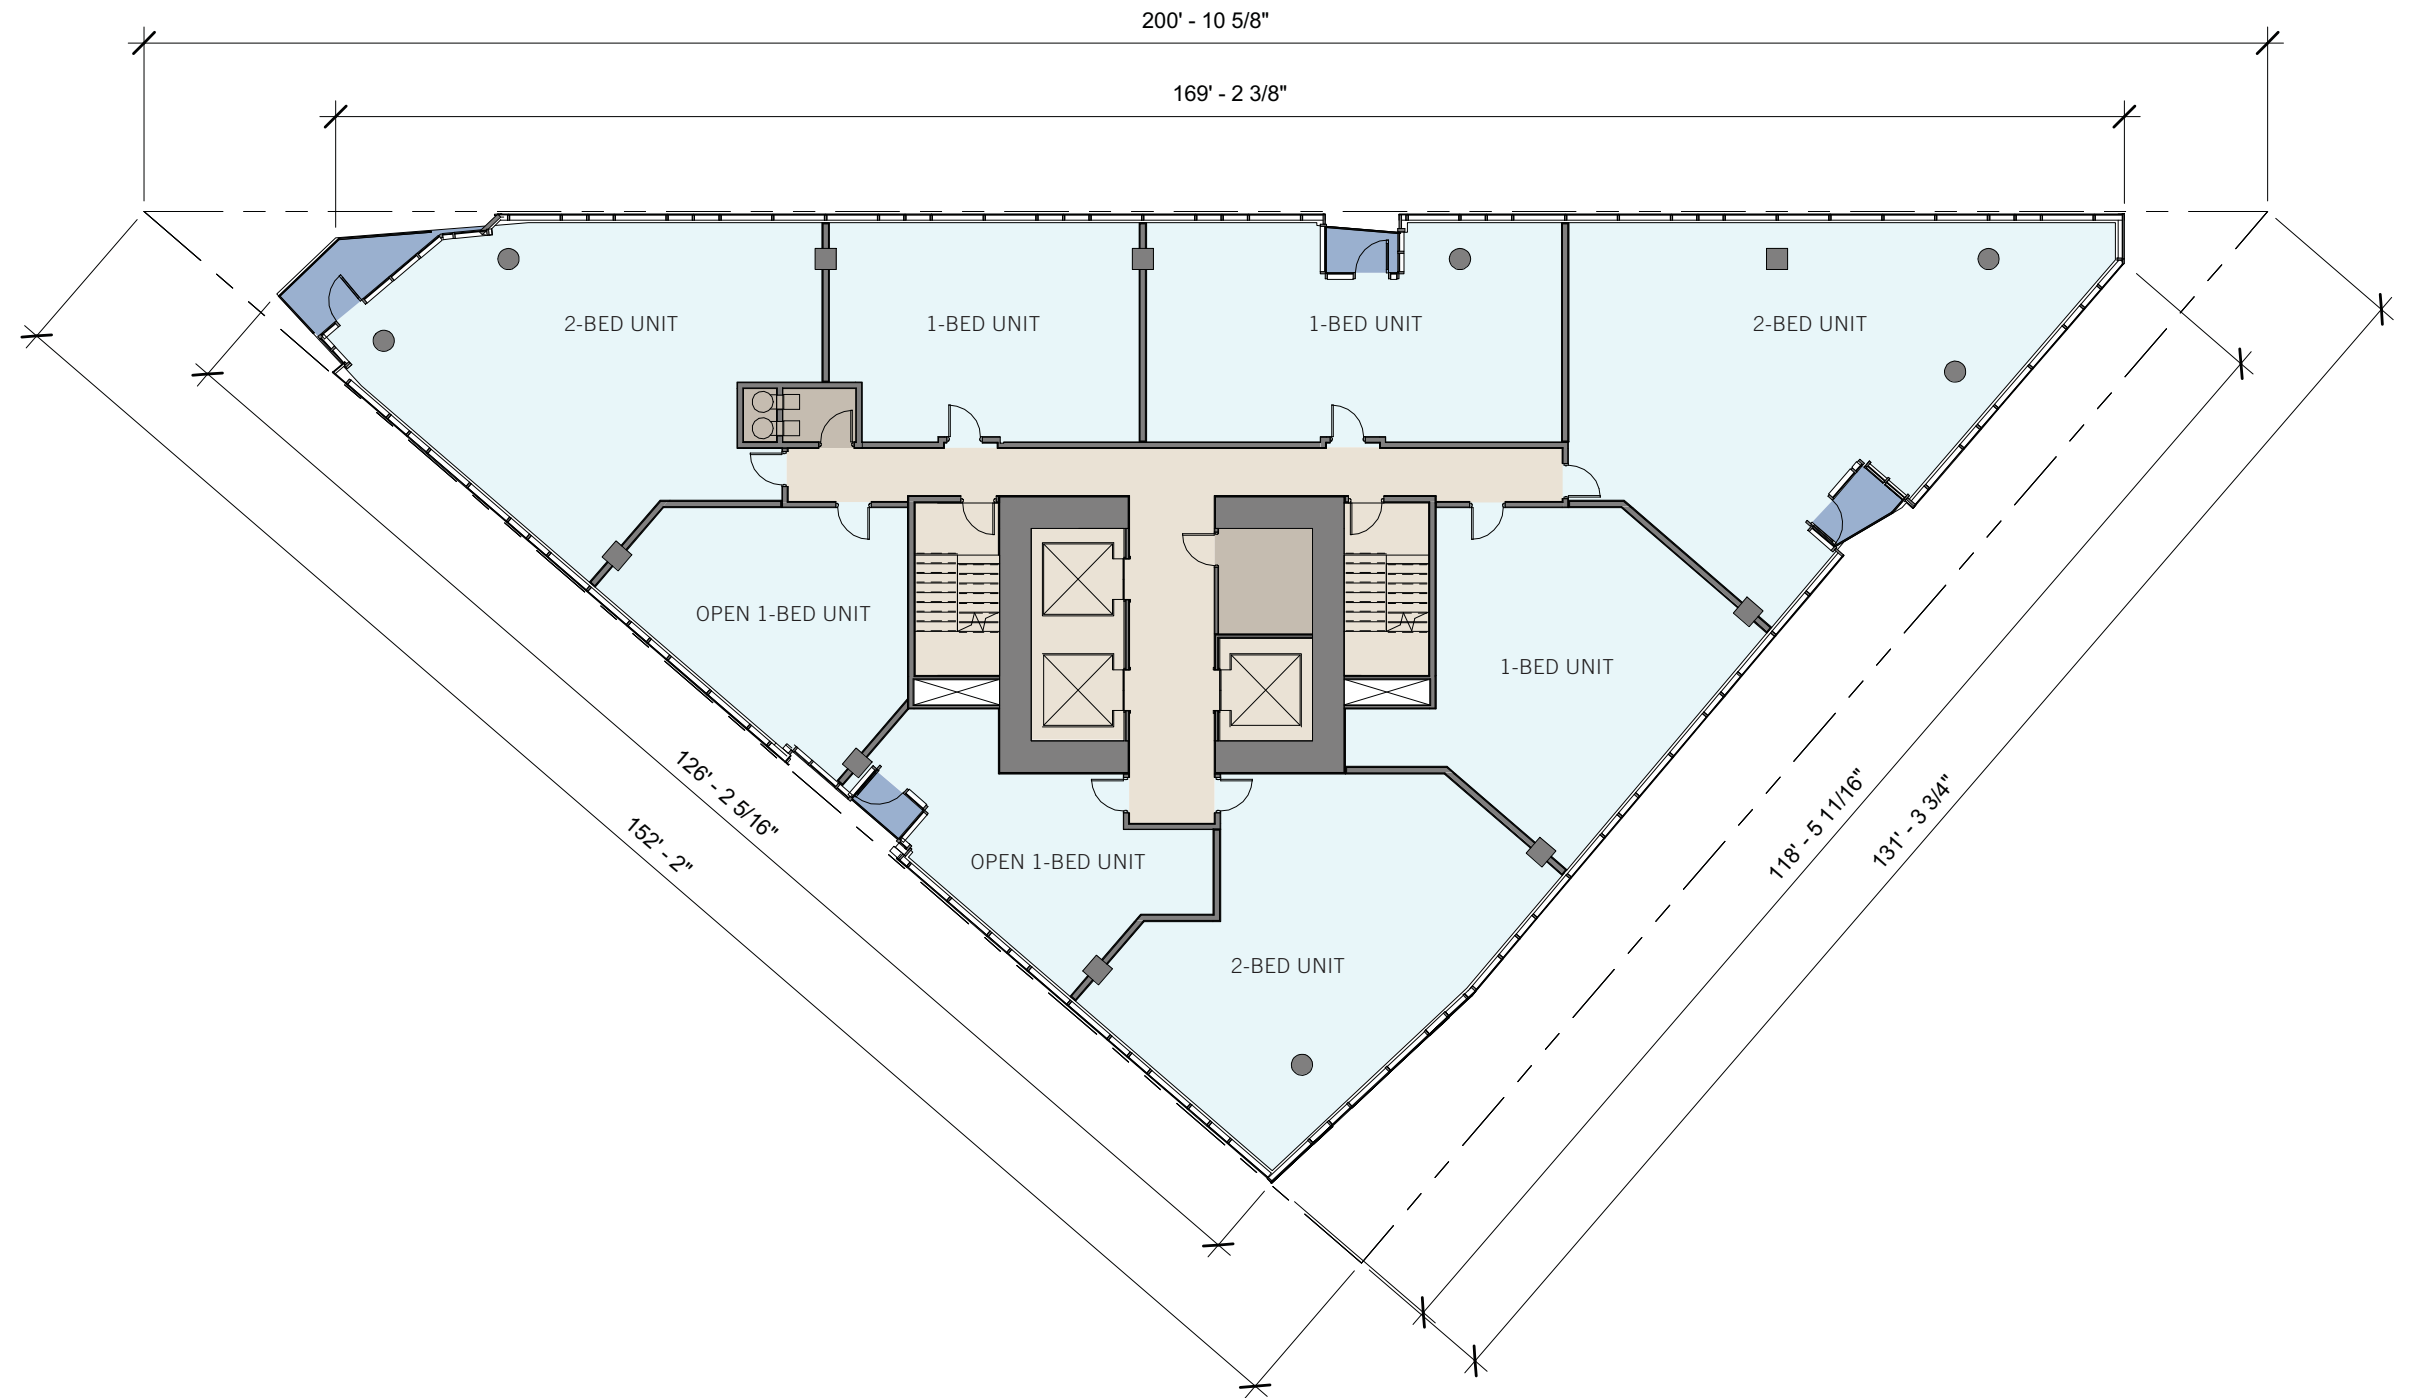 200' - 10 5/8"
169' - 2 3/8"
2-BED UNIT
1-BED UNIT
1-BED UNIT
2-BED UNIT
OPEN 1-BED UNIT
1-BED UNIT
126' - 2 5/16"
152' - 2"
118' - 5 11/16"
131' - 3 3/4"
OPEN 1-BED UNIT
2-BED UNIT